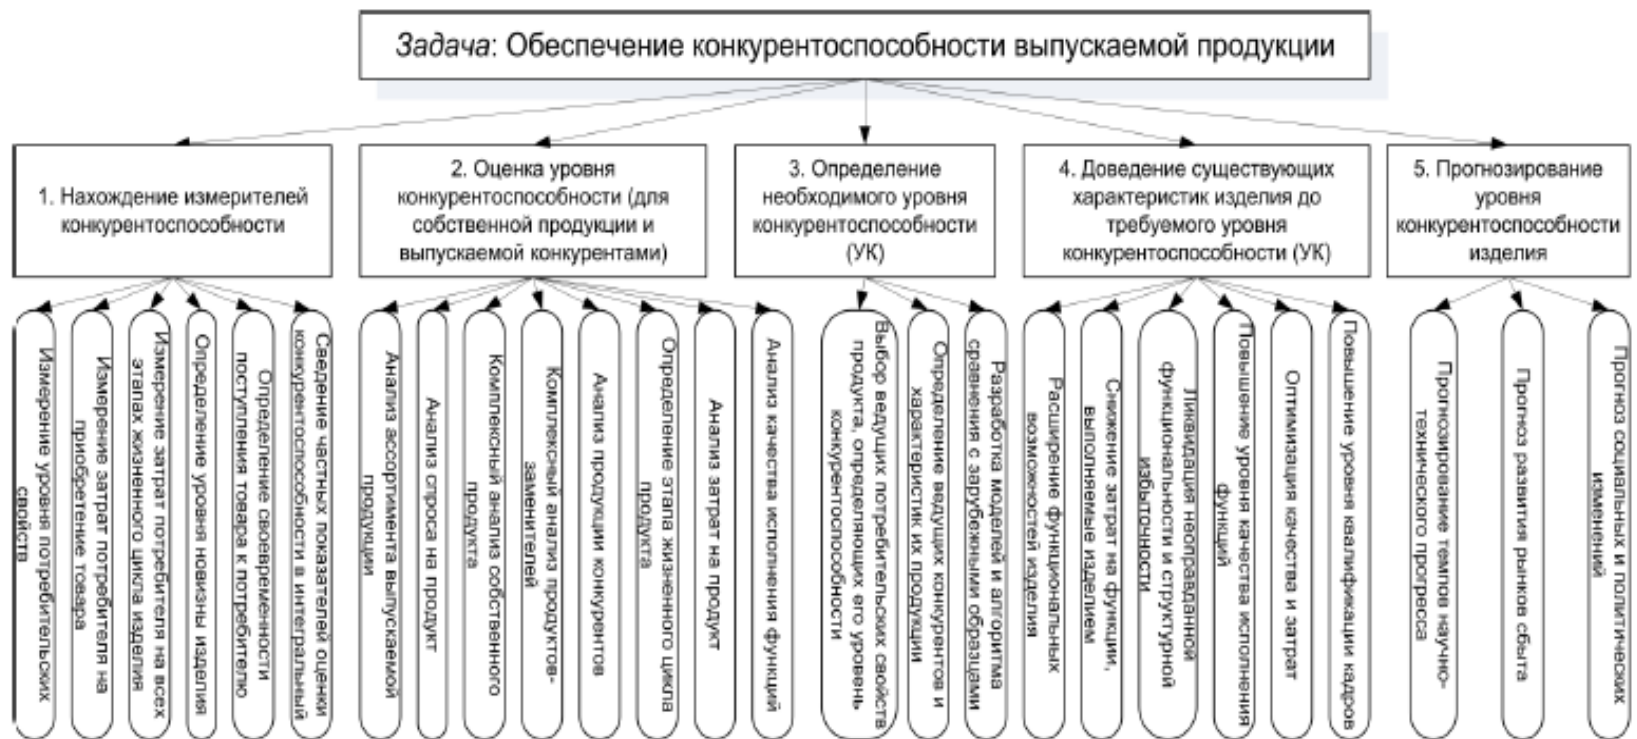 Задача: Обеспечение конкурентоспособности выпускаемой продукции
1. Нахождение измерителей
конкурентоспособности
2. Оценка уровня
конкурентоспособности (для
собственной продукции и
выпускаемой конкурентами)
3. Определение
необходимого уровня
конкурентоспособности
(УК)
4. Доведение существующих
характеристик изделия до
требуемого уровня
конкурентоспособности (УК)
5. Прогнозирование
уровня
конкурентоспособности
изделия
Измерение уровня потребительских
свойств
Измерение затрат потребителя на
приобретение товара
Измерение затрат потребителя на всех
этапах жизненного цикла изделия
Определение уровня новизны изделия
Определение своевременности
поступления товара к потребителю
Сведение частных показателей оценки
конкурентоспособности в интегральный
Анализ ассортимента выпускаемой
продукции
Анализ спроса на продукт
Комплексный анализ собственного
продукта
Комплексный анализ продуктов-
заменителей
Анализ продукции конкурентов
Определение этапа жизненного цикла
продукта
Анализ затрат на продукт
Анализ качества исполнения функций
Выбор ведущих потребительских свойств
продукта, определяющих его уровень
конкурентоспособности
Определение ведущих конкурентов и
характеристик их продукции
Разработка моделей и алгоритма
сравнения с зарубежными образцами
Расширение функциональных
возможностей изделия
Снижение затрат на функции,
выполняемые изделием
Ликвидация неоправданной
функциональности и структурной
избыточности
Повышение уровня качества исполнения
функций
Оптимизация качества и затрат
Повышение уровня квалификации кадров
Прогнозирование темпов научно-
технического прогресса
Прогноз развития рынков сбыта
Прогноз социальных и политических
изменений